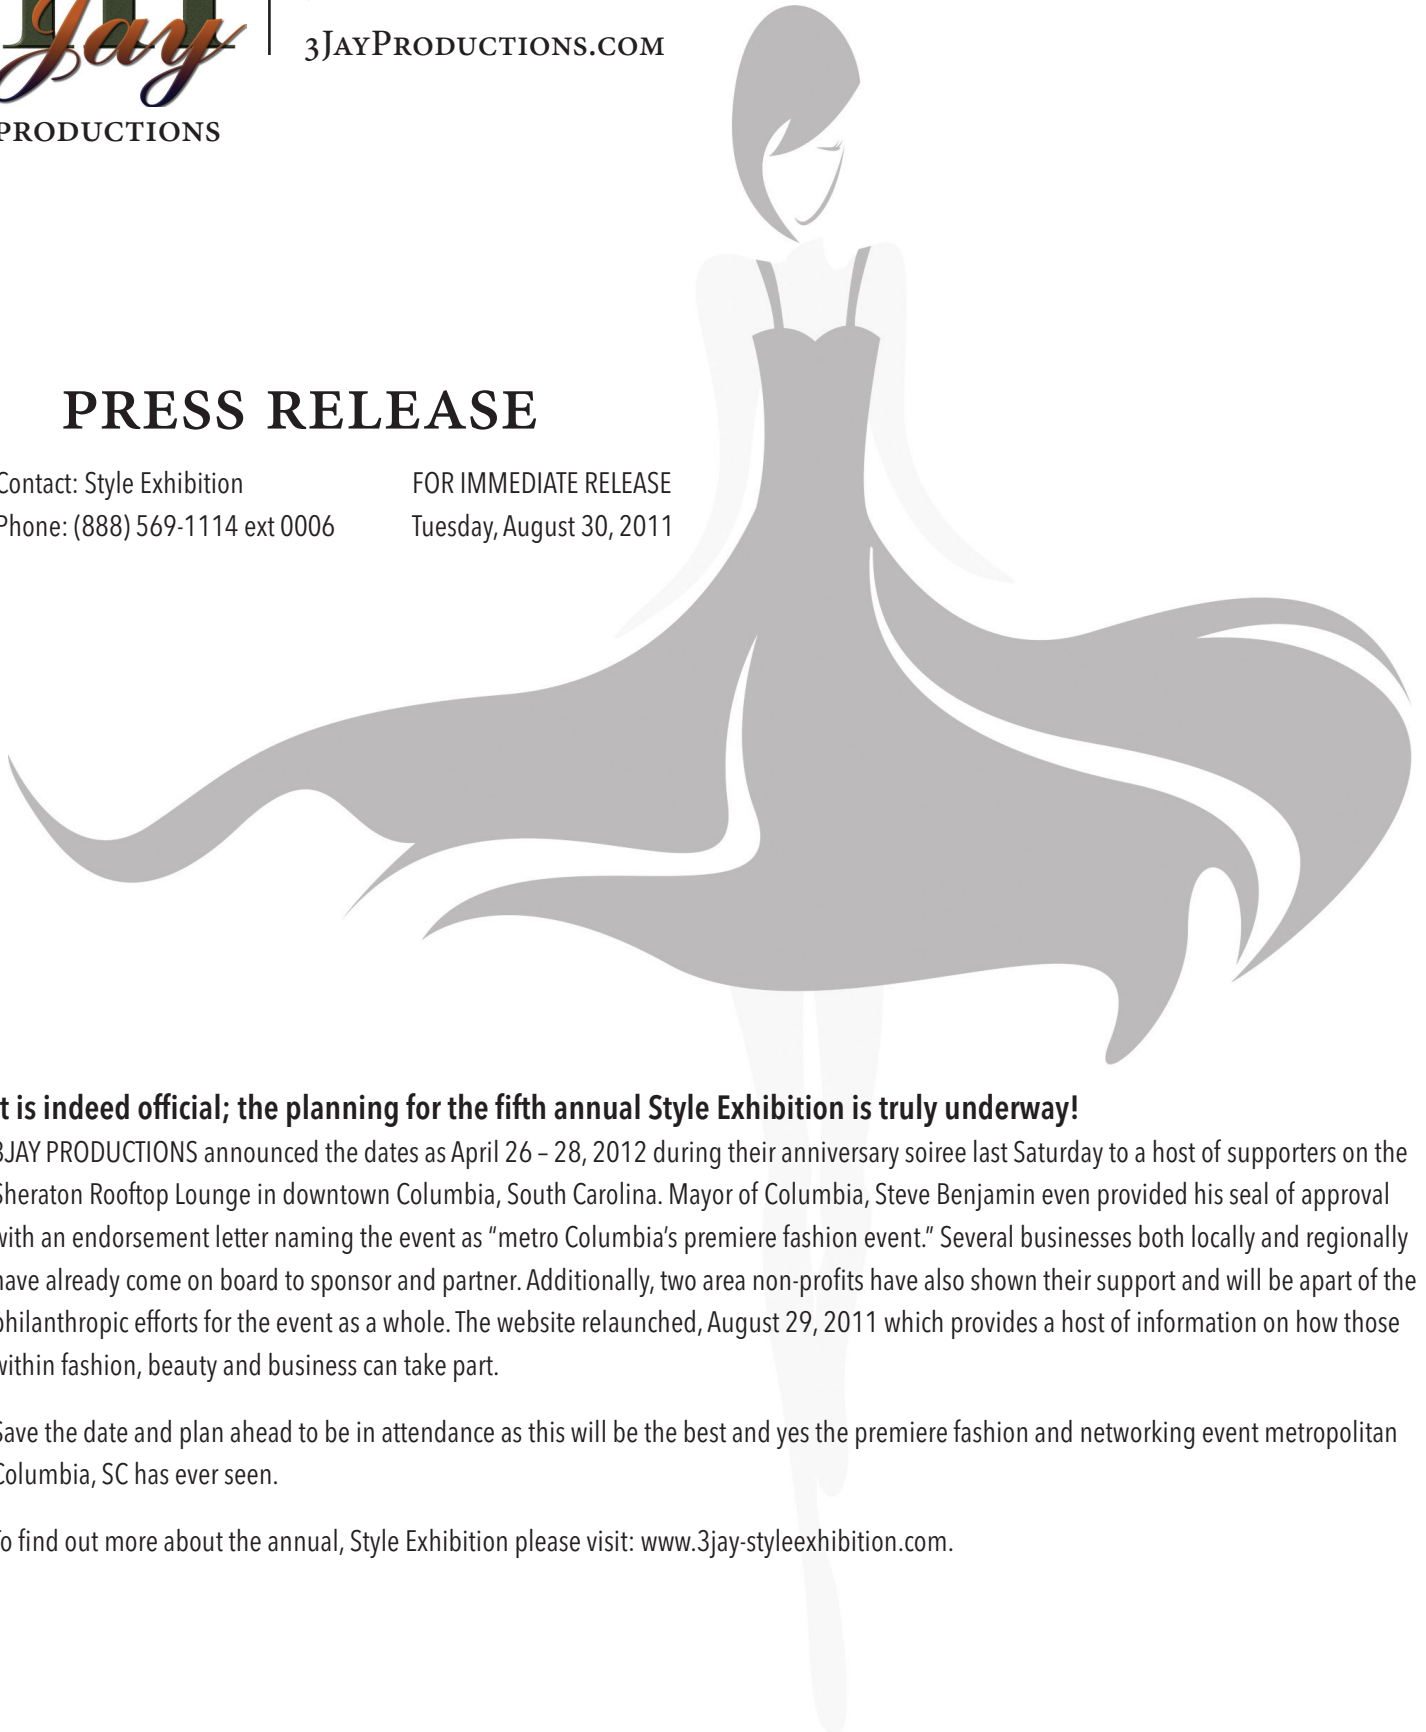 Jay
3JayProductions.com
PRODUCTIONS
PRESS RELEASE
Contact: Style Exhibition
Phone: (888) 569-1114 ext 0006
FOR IMMEDIATE RELEASE
Tuesday, August 30, 2011
It is indeed official; the planning for the fifth annual Style Exhibition is truly underway!
3JAY PRODUCTIONS announced the dates as April 26 – 28, 2012 during their anniversary soiree last Saturday to a host of supporters on the
Sheraton Rooftop Lounge in downtown Columbia, South Carolina. Mayor of Columbia, Steve Benjamin even provided his seal of approval
with an endorsement letter naming the event as “metro Columbia’s premiere fashion event.” Several businesses both locally and regionally
have already come on board to sponsor and partner. Additionally, two area non-profits have also shown their support and will be apart of the
philanthropic efforts for the event as a whole. The website relaunched, August 29, 2011 which provides a host of information on how those
within fashion, beauty and business can take part.
Save the date and plan ahead to be in attendance as this will be the best and yes the premiere fashion and networking event metropolitan
Columbia, SC has ever seen.
To find out more about the annual, Style Exhibition please visit: www.3jay-styleexhibition.com.